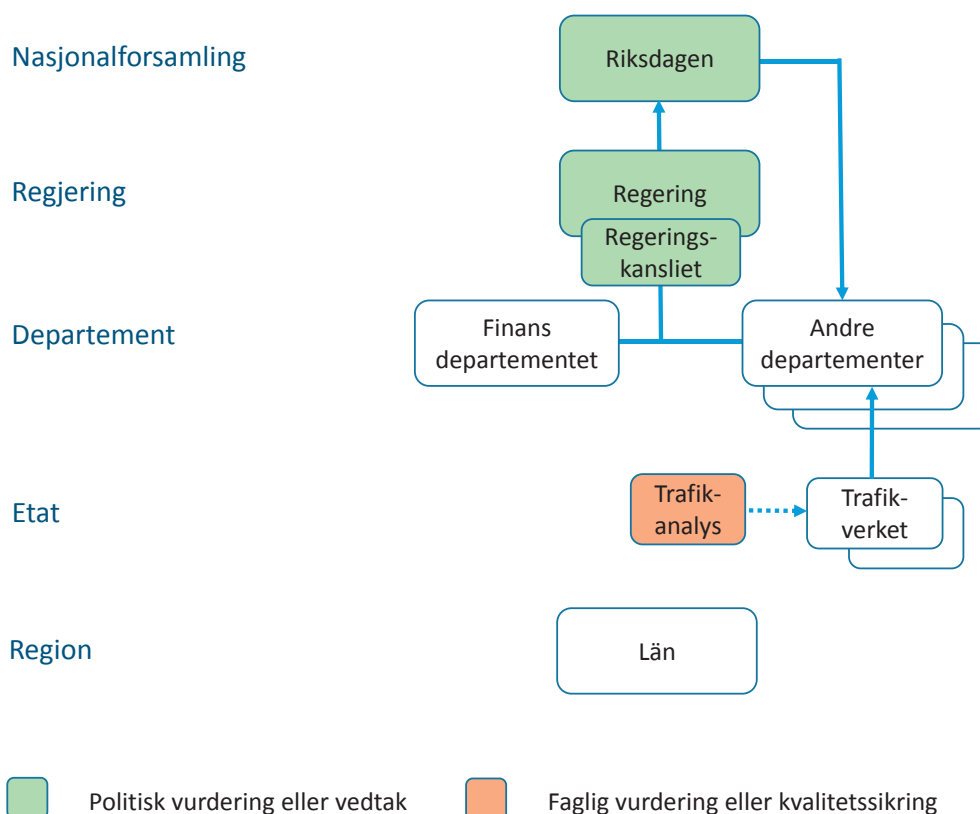 Nasjonalforsamling
Riksdagen
Regjering
Regering
Regerings-
kansliet
Departement
Finans
departementet
Andre
departementer
Etat
Trafik-
analys
Trafik-
verket
Region
Län
Politisk vurdering eller vedtak
Faglig vurdering eller kvalitetssikring